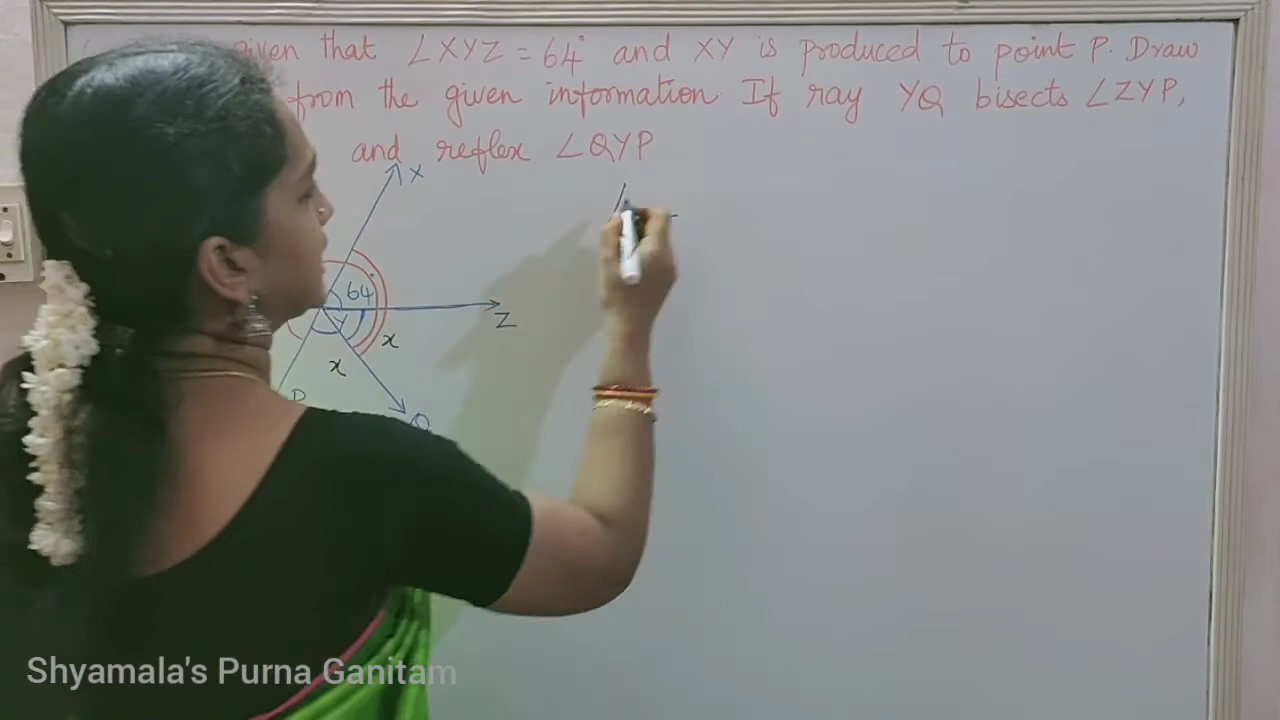 given that ∠XYZ = 64° and XY is produced to point P. Draw
from the given information. If ray YQ bisects ∠ZYP,
and reflex ∠QYP
X
64°
Z
Y
x
x
P
Q
Shyamala's Purna Ganitam